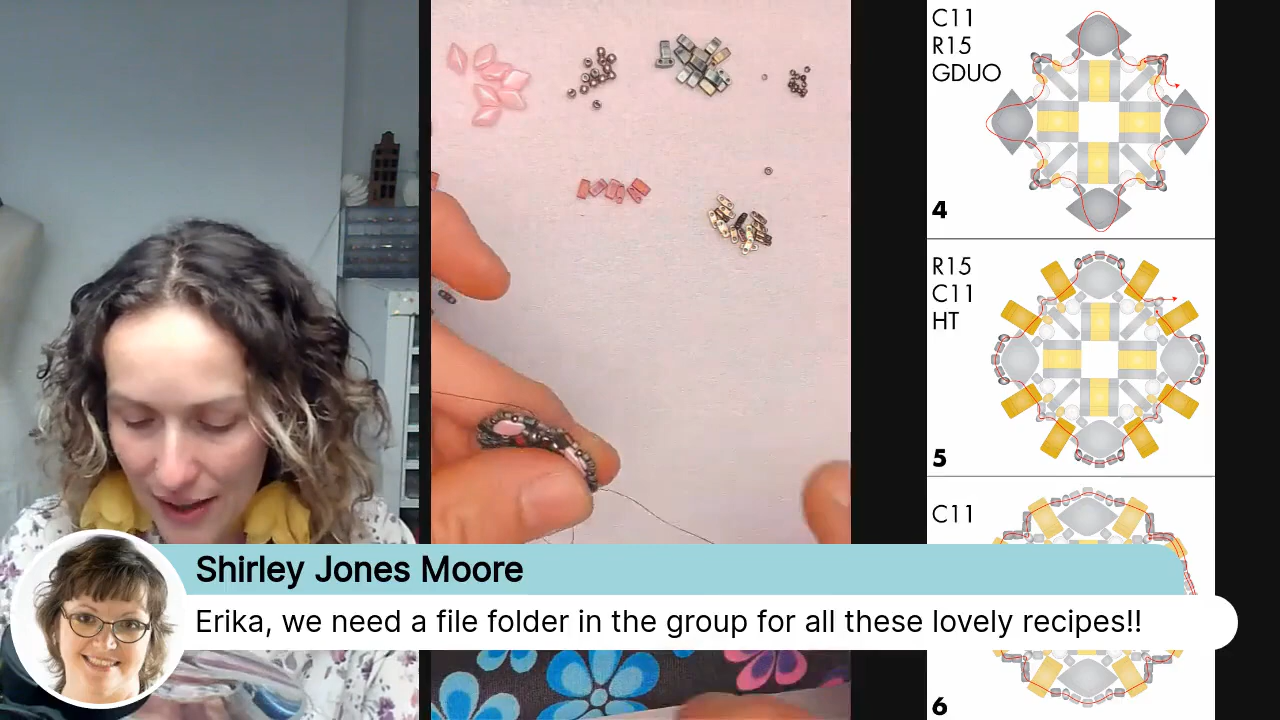 C11
R15
GDUO
4
R15
C11
HT
5
C11
6
Shirley Jones Moore
Erika, we need a file folder in the group for all these lovely recipes!!